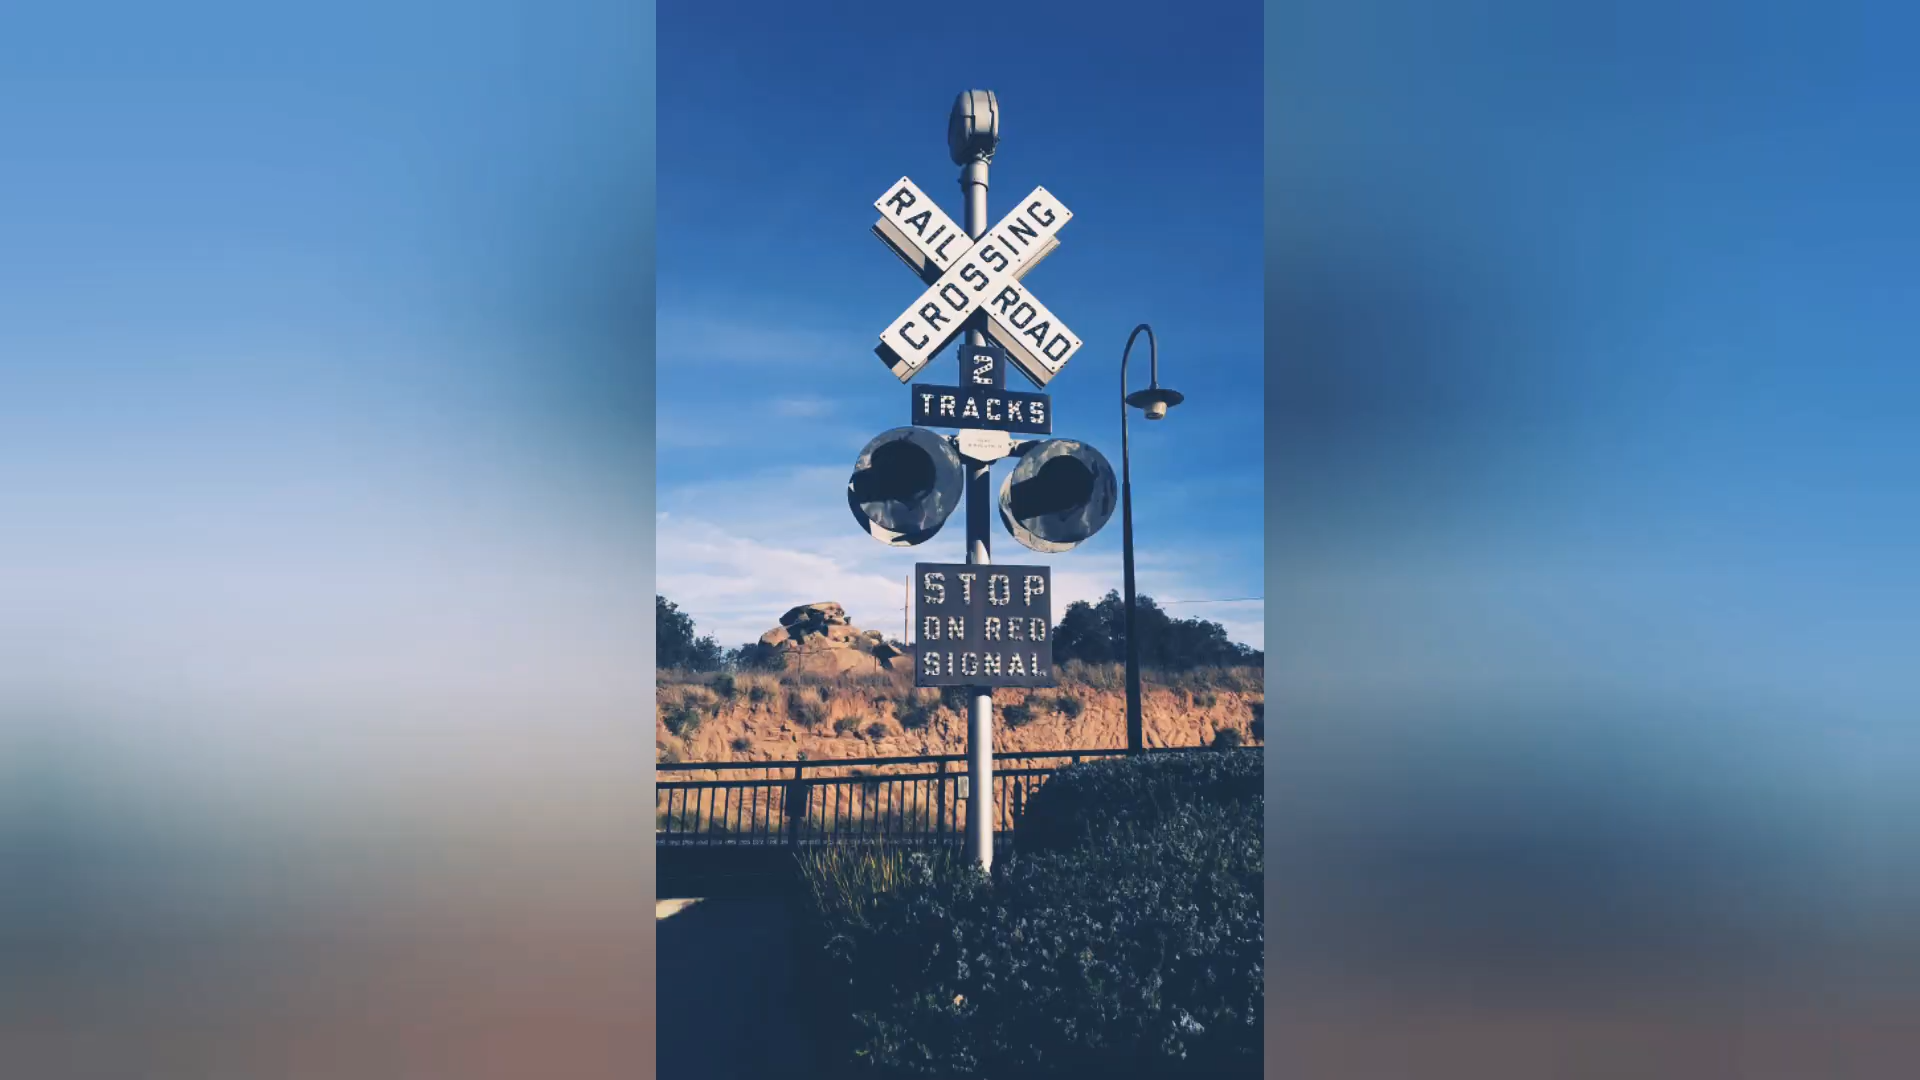 RAIL ROAD
CROSSING
2
TRACKS
STOP
ON RED
SIGNAL